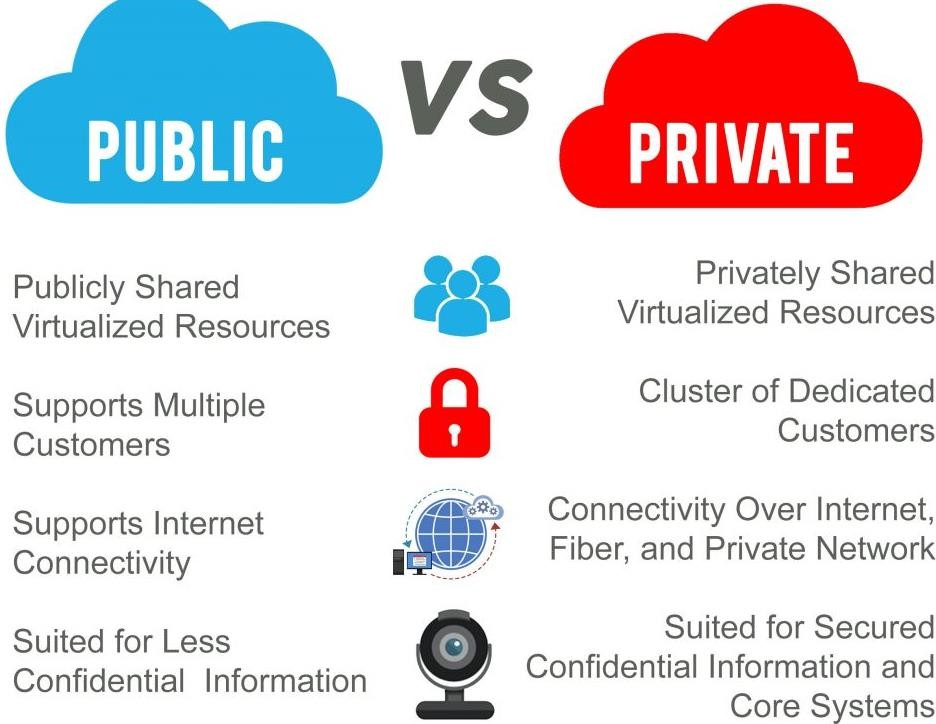 PUBLIC
VS
PRIVATE
Publicly Shared
Virtualized Resources
Privately Shared
Virtualized Resources
Supports Multiple
Customers
Cluster of Dedicated
Customers
Supports Internet
Connectivity
Connectivity Over Internet,
Fiber, and Private Network
Suited for Less
Confidential Information
Suited for Secured
Confidential Information and
Core Systems